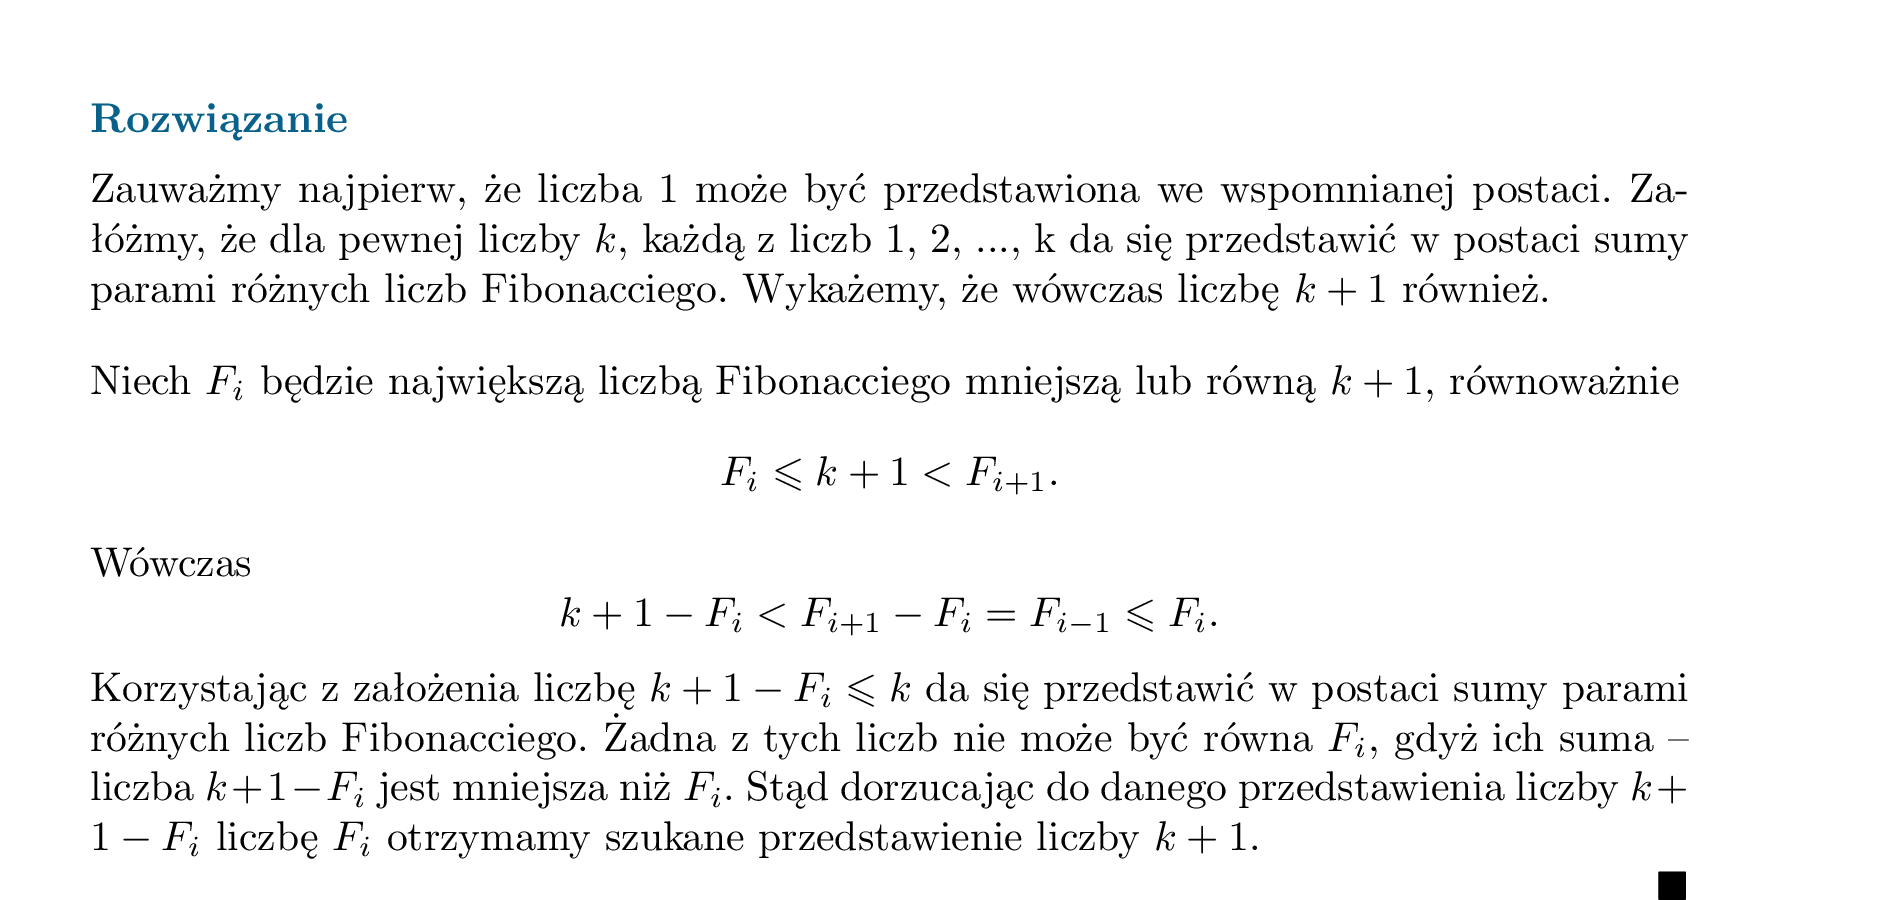 Rozwiązanie
Zauważmy najpierw, że liczba 1 może być przedstawiona we wspomnianej postaci. Za-
łóżmy, że dla pewnej liczby k, każdą z liczb 1, 2, ..., k da się przedstawić w postaci sumy
parami różnych liczb Fibonacciego. Wykażemy, że wówczas liczbę k + 1 również.
Niech F_i będzie największą liczbą Fibonacciego mniejszą lub równą k + 1, równoważnie
F_i ⩽ k + 1 < F_{i+1}.
Wówczas
k + 1 − F_i < F_{i+1} − F_i = F_{i−1} ⩽ F_i.
Korzystając z założenia liczbę k + 1 − F_i ⩽ k da się przedstawić w postaci sumy parami
różnych liczb Fibonacciego. Żadna z tych liczb nie może być równa F_i, gdyż ich suma –
liczba k+1−F_i jest mniejsza niż F_i. Stąd dorzucając do danego przedstawienia liczby k+
1 − F_i liczbę F_i otrzymamy szukane przedstawienie liczby k + 1.
■